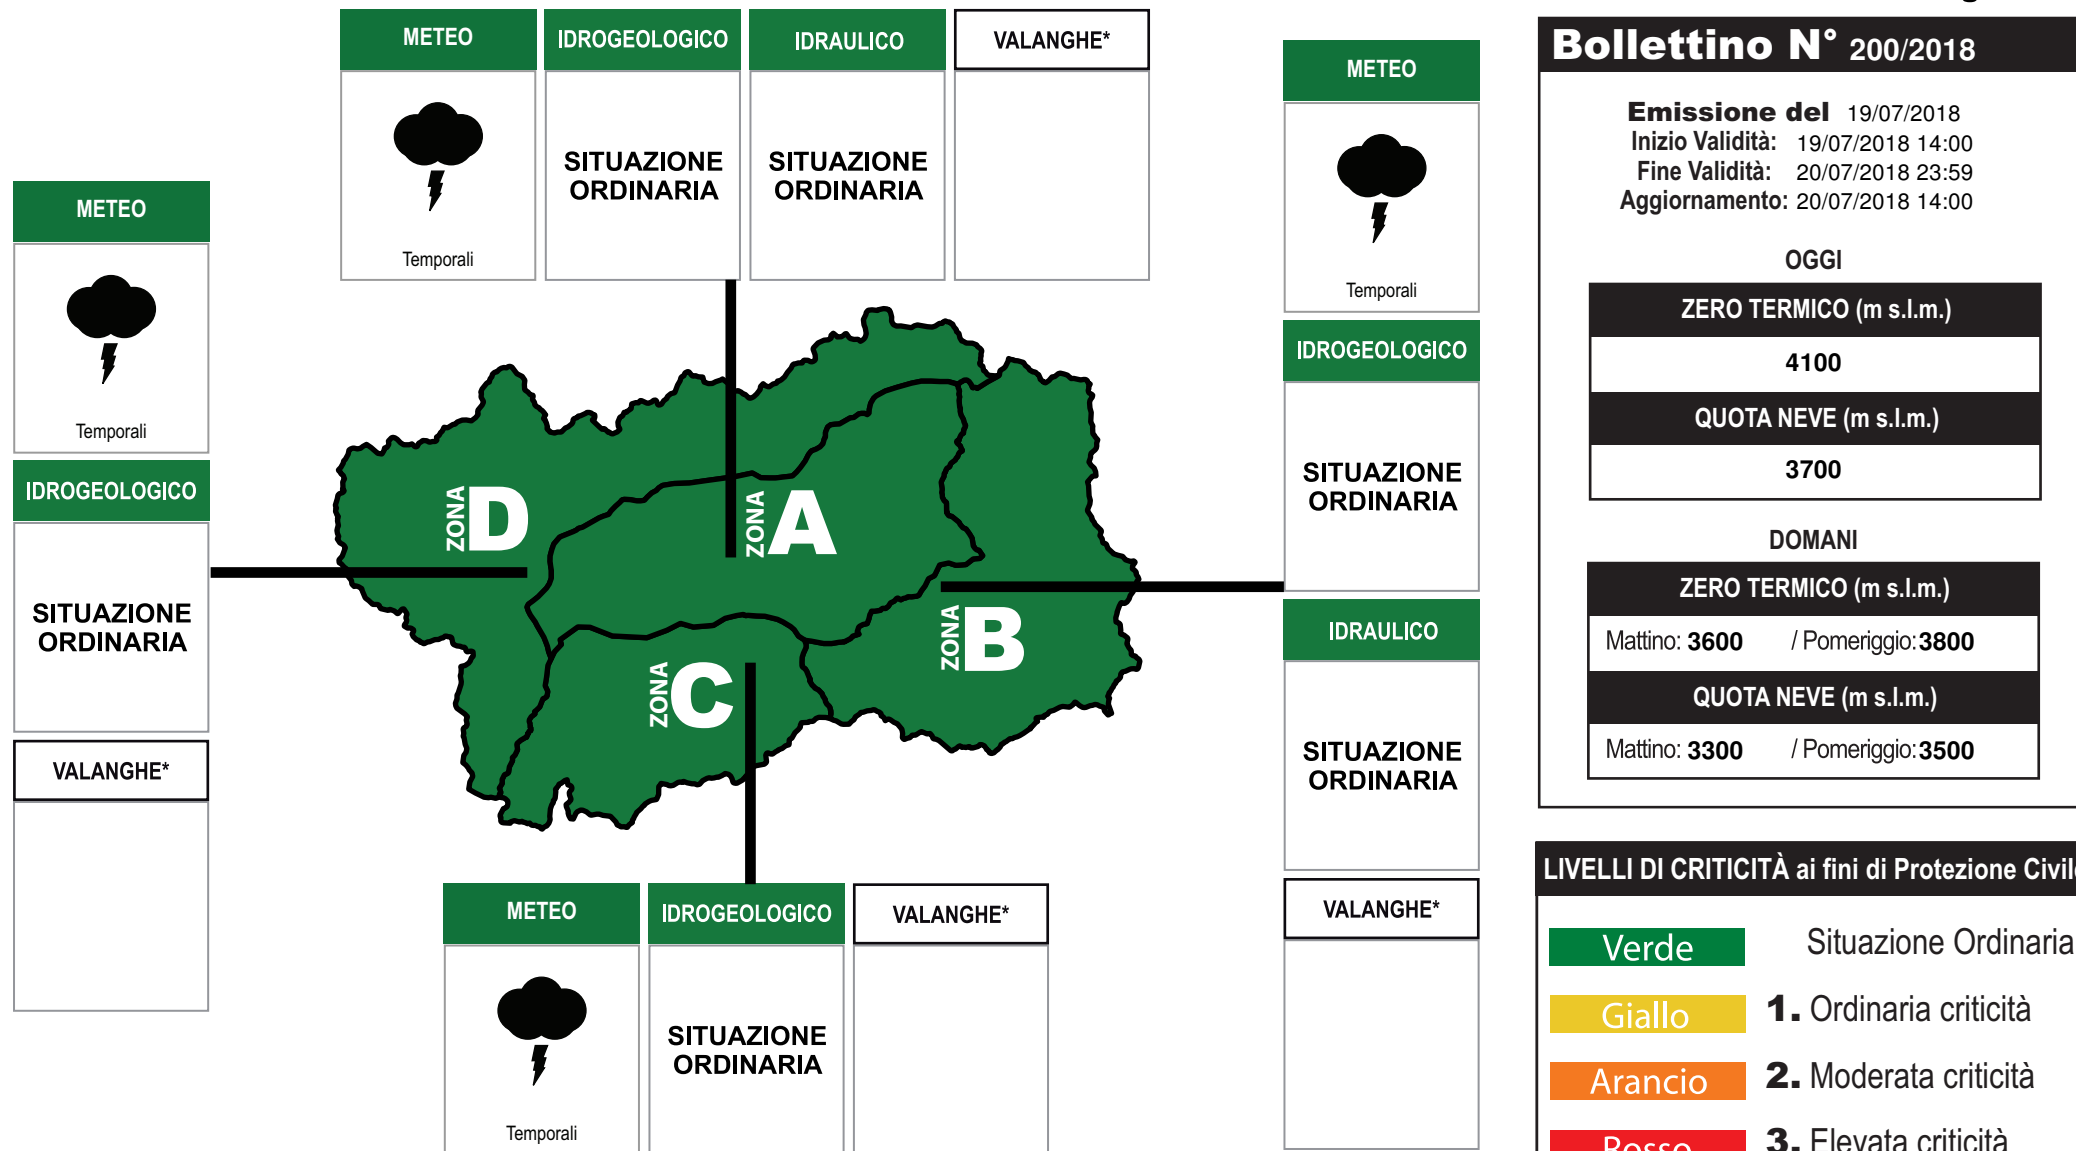 METEO
IDROGEOLOGICO
IDRAULICO
VALANGHE*
Temporali
SITUAZIONE
ORDINARIA
SITUAZIONE
ORDINARIA
METEO
Temporali
IDROGEOLOGICO
SITUAZIONE
ORDINARIA
VALANGHE*
ZONA D
ZONA A
ZONA B
ZONA C
METEO
Temporali
IDROGEOLOGICO
SITUAZIONE
ORDINARIA
IDRAULICO
SITUAZIONE
ORDINARIA
VALANGHE*
METEO
IDROGEOLOGICO
VALANGHE*
Temporali
SITUAZIONE
ORDINARIA
Bollettino N° 200/2018
Emissione del 19/07/2018
Inizio Validità: 19/07/2018 14:00
Fine Validità: 20/07/2018 23:59
Aggiornamento: 20/07/2018 14:00
OGGI
ZERO TERMICO (m s.l.m.)
4100
QUOTA NEVE (m s.l.m.)
3700
DOMANI
ZERO TERMICO (m s.l.m.)
Mattino: 3600 / Pomeriggio: 3800
QUOTA NEVE (m s.l.m.)
Mattino: 3300 / Pomeriggio: 3500
LIVELLI DI CRITICITÀ ai fini di Protezione Civile
Verde Situazione Ordinaria
Giallo 1. Ordinaria criticità
Arancio 2. Moderata criticità
Rosso 3. Elevata criticità